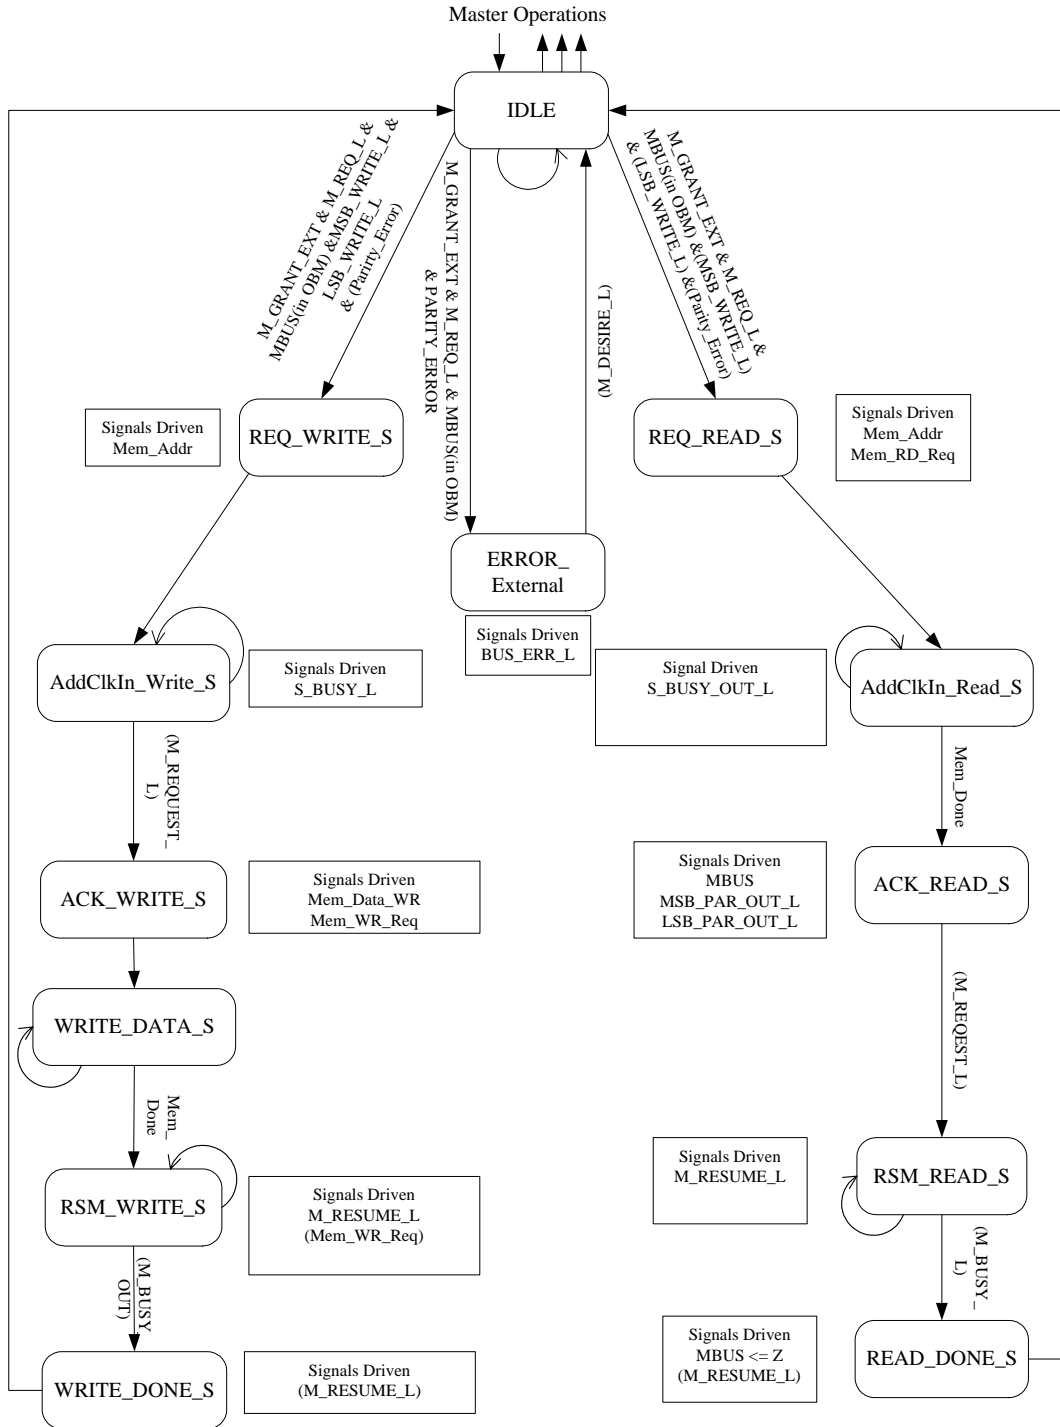 Master Operations
IDLE
M_GRANT_EXT & M_REQ_L &
MBUS(in OBM) &MSB_WRITE_L &
LSB_WRITE_L
& (Parirty_Error)
M_GRANT_EXT & M_REQ_L & MBUS(in OBM)
& PARITY_ERROR
(M_DESIRE_L)
M_GRANT_EXT & M_REQ_L &
MBUS(in OBM) &(MSB_WRITE_L)
& (LSB_WRITE_L) &(Parity_Error)
Signals Driven
Mem_Addr
REQ_WRITE_S
REQ_READ_S
Signals Driven
Mem_Addr
Mem_RD_Req
ERROR_
External
Signals Driven
BUS_ERR_L
AddClkIn_Write_S
Signals Driven
S_BUSY_L
Signal Driven
S_BUSY_OUT_L
AddClkIn_Read_S
(M_REQUEST_
L)
Mem_Done
ACK_WRITE_S
Signals Driven
Mem_Data_WR
Mem_WR_Req
Signals Driven
MBUS
MSB_PAR_OUT_L
LSB_PAR_OUT_L
ACK_READ_S
WRITE_DATA_S
(M_REQEST_L)
Mem_
Done
RSM_WRITE_S
Signals Driven
M_RESUME_L
(Mem_WR_Req)
Signals Driven
M_RESUME_L
RSM_READ_S
(M_BUSY_
OUT)
(M_BUSY_
L)
WRITE_DONE_S
Signals Driven
(M_RESUME_L)
Signals Driven
MBUS <= Z
(M_RESUME_L)
READ_DONE_S